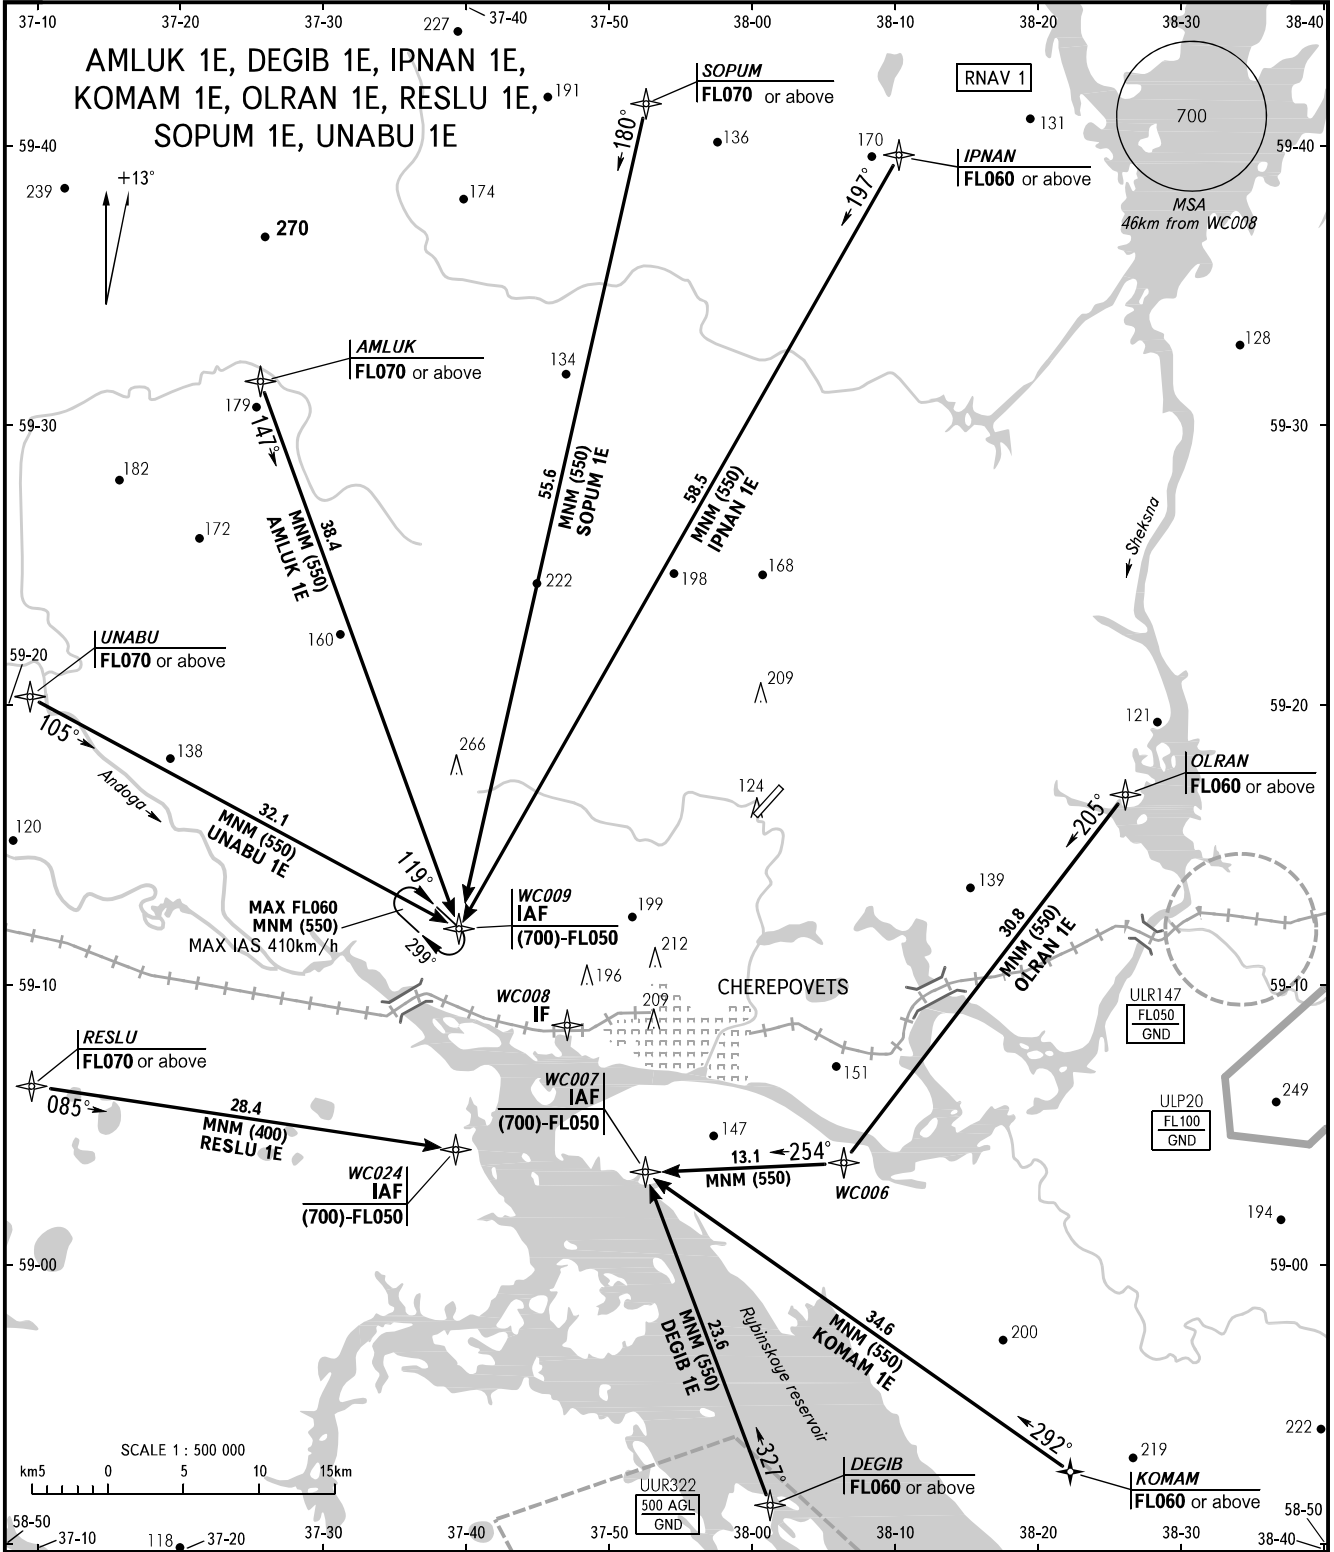 37-10
37-20
37-30
37-40
37-50
38-00
38-10
38-20
38-30
38-40
227
AMLUK 1E, DEGIB 1E, IPNAN 1E,
KOMAM 1E, OLRAN 1E, RESLU 1E,
SOPUM 1E, UNABU 1E
191
SOPUM
FL070 or above
RNAV 1
700
MSA
46km from WC008
131
136
170
180°
59-40
59-40
IPNAN
FL060 or above
197°
+13°
239
174
270
128
AMLUK
FL070 or above
134
179
147°
59-30
59-30
182
172
38.4
MNM (550)
AMLUK 1E
55.6
MNM (550)
SOPUM 1E
58.5
MNM (550)
IPNAN 1E
Sheksna
222
198
168
160
UNABU
FL070 or above
59-20
59-20
209
121
105°
138
266
Andoga
124
OLRAN
FL060 or above
205°
120
32.1
MNM (550)
UNABU 1E
119°
299°
MAX FL060
MNM (550)
MAX IAS 410km/h
WC009
IAF
(700)-FL050
199
139
212
196
30.8
MNM (550)
OLRAN 1E
59-10
59-10
WC008
IF
209
CHEREPOVETS
ULR147
FL050
GND
RESLU
FL070 or above
085°
28.4
MNM (400)
RESLU 1E
WC007
IAF
(700)-FL050
151
249
ULP20
FL100
GND
147
13.1
254°
MNM (550)
WC006
WC024
IAF
(700)-FL050
194
59-00
59-00
23.6
MNM (550)
DEGIB 1E
Rybinskoye reservoir
34.6
MNM (550)
KOMAM 1E
200
292°
219
222
327°
DEGIB
FL060 or above
KOMAM
FL060 or above
SCALE 1 : 500 000
km5 0 5 10 15km
UUR322
500 AGL
GND
58-50
58-50
37-10
118
37-20
37-30
37-40
37-50
38-00
38-10
38-20
38-30
38-40